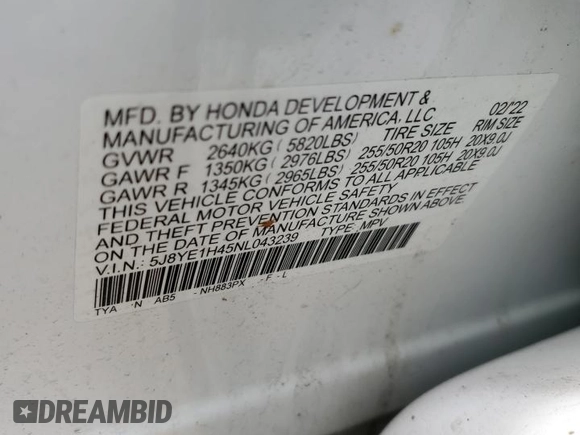 MFD. BY HONDA DEVELOPMENT &
MANUFACTURING OF AMERICA, LLC 02/'22
GVWR 2640KG ( 5820LBS) TIRE SIZE RIM SIZE
GAWR F 1350KG ( 2976LBS) 255/50R20 105H 20X9.0J
GAWR R 1345KG ( 2965LBS) 255/50R20 105H 20X9.0J
THIS VEHICLE CONFORMS TO ALL APPLICABLE
FEDERAL MOTOR VEHICLE SAFETY
AND THEFT PREVENTION STANDARDS IN EFFECT
ON THE DATE OF MANUFACTURE SHOWN ABOVE.
V.I.N.: 5J8YE1H45NL043239 TYPE: MPV
TYA N AB5 - NH883PX - F - L
DREAMBID